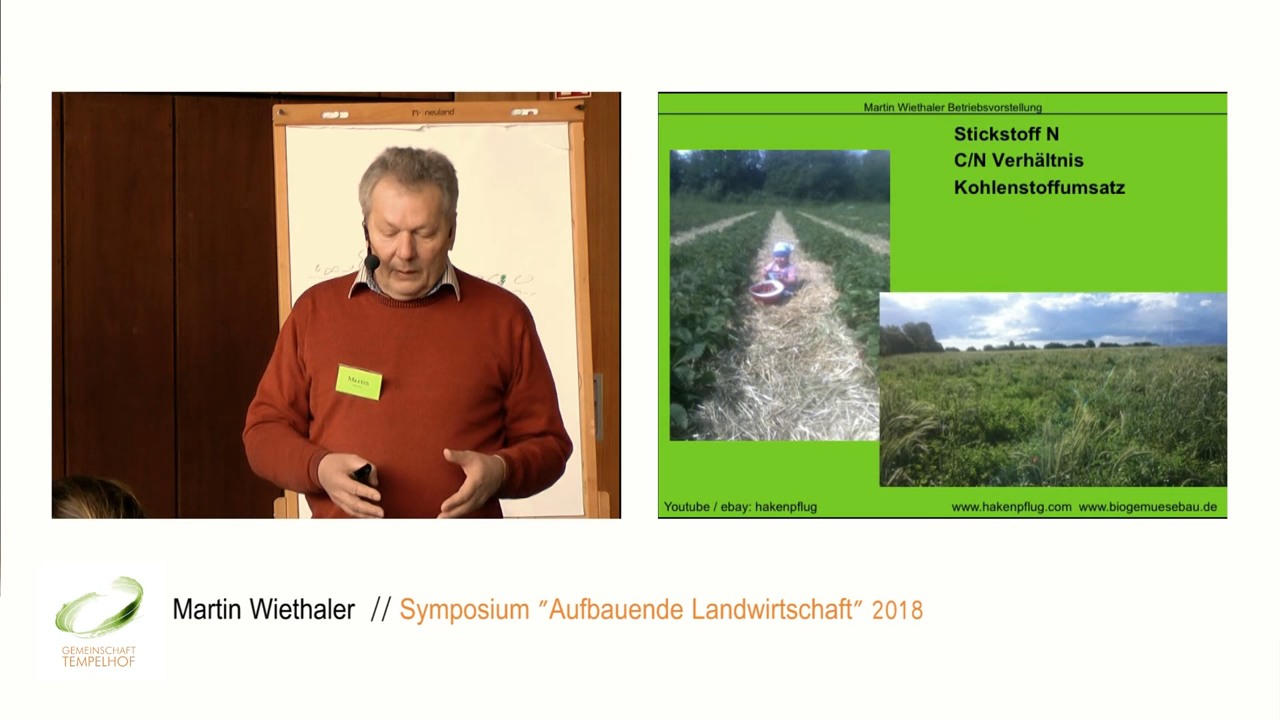 neuland
Martin
Martin Wiethaler Betriebsvorstellung
Stickstoff N
C/N Verhältnis
Kohlenstoffumsatz
Youtube / ebay: hakenpflug
www.hakenpflug.com www.biogemuesebau.de
GEMEINSCHAFT
TEMPELHOF
Martin Wiethaler // Symposium "Aufbauende Landwirtschaft" 2018